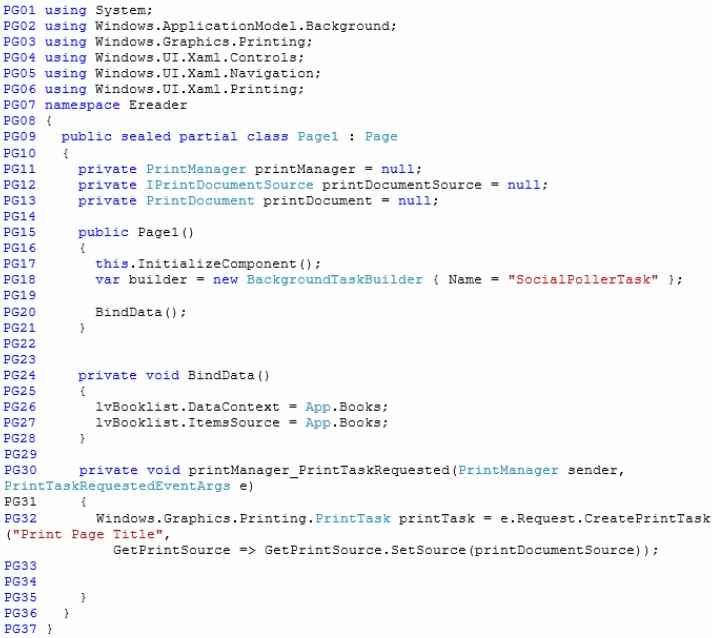 PG01 using System;
PG02 using Windows.ApplicationModel.Background;
PG03 using Windows.Graphics.Printing;
PG04 using Windows.UI.Xaml.Controls;
PG05 using Windows.UI.Xaml.Navigation;
PG06 using Windows.UI.Xaml.Printing;
PG07 namespace Ereader
PG08 {
PG09   public sealed partial class Page1 : Page
PG10   {
PG11     private PrintManager printManager = null;
PG12     private IPrintDocumentSource printDocumentSource = null;
PG13     private PrintDocument printDocument = null;
PG14
PG15     public Page1()
PG16     {
PG17       this.InitializeComponent();
PG18       var builder = new BackgroundTaskBuilder { Name = "SocialPollerTask" };
PG19
PG20       BindData();
PG21     }
PG22
PG23
PG24     private void BindData()
PG25     {
PG26       lvBooklist.DataContext = App.Books;
PG27       lvBooklist.ItemsSource = App.Books;
PG28     }
PG29
PG30     private void printManager_PrintTaskRequested(PrintManager sender,
PrintTaskRequestedEventArgs e)
PG31     {
PG32       Windows.Graphics.Printing.PrintTask printTask = e.Request.CreatePrintTask
("Print Page Title",
             GetPrintSource => GetPrintSource.SetSource(printDocumentSource));
PG33
PG34
PG35     }
PG36   }
PG37 }